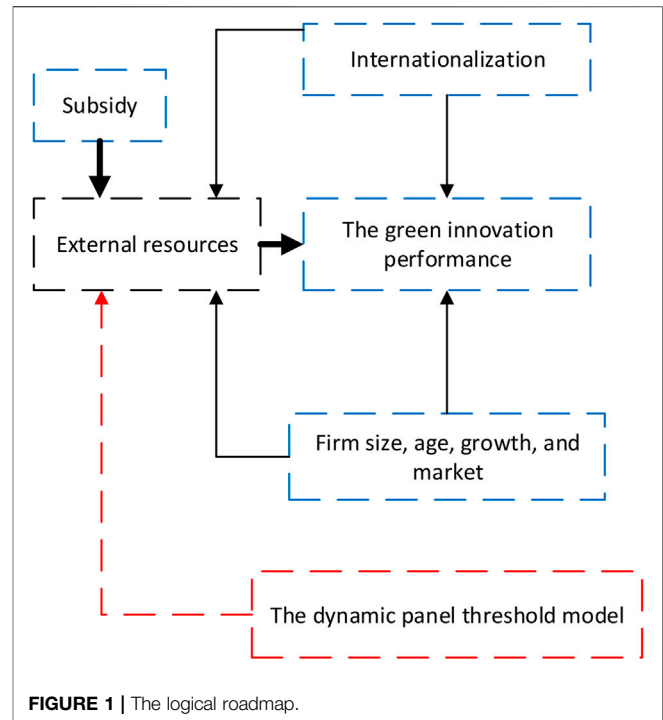 Internationalization
Subsidy
External resources
The green innovation
performance
Firm size, age, growth, and
market
The dynamic panel threshold model
FIGURE 1 | The logical roadmap.